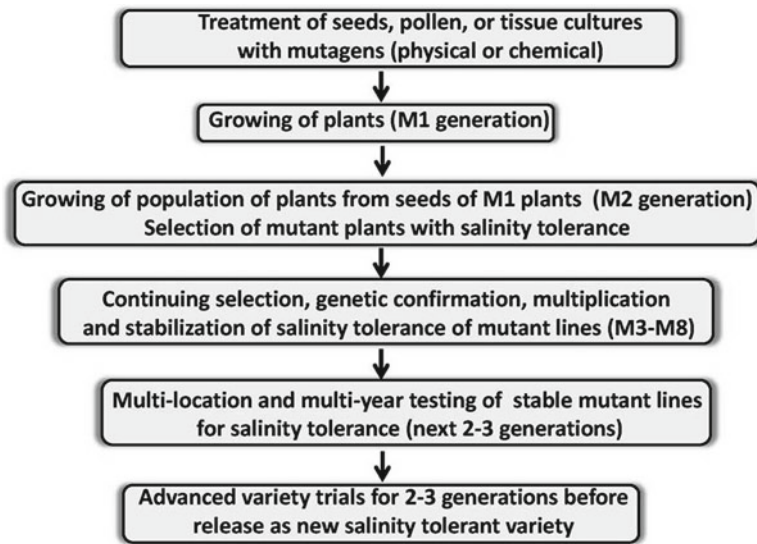 Treatment of seeds, pollen, or tissue cultures
with mutagens (physical or chemical)
Growing of plants (M1 generation)
Growing of population of plants from seeds of M1 plants (M2 generation)
Selection of mutant plants with salinity tolerance
Continuing selection, genetic confirmation, multiplication
and stabilization of salinity tolerance of mutant lines (M3-M8)
Multi-location and multi-year testing of stable mutant lines
for salinity tolerance (next 2-3 generations)
Advanced variety trials for 2-3 generations before
release as new salinity tolerant variety